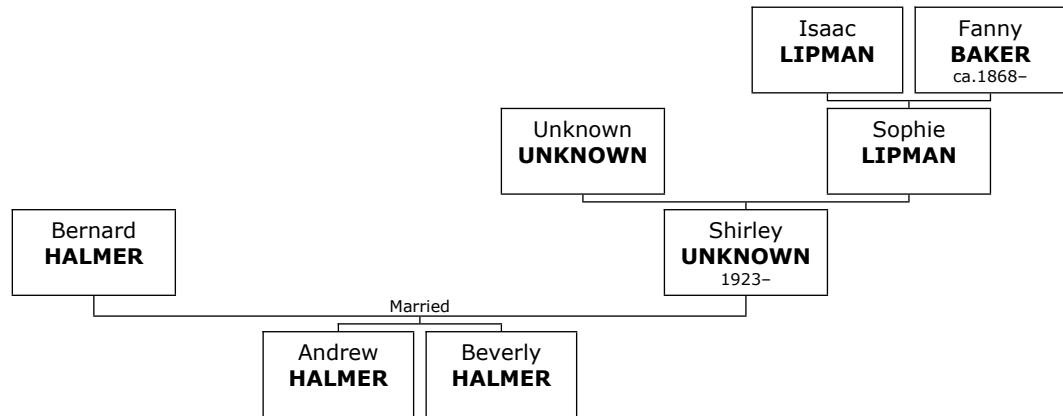 Isaac
LIPMAN
Fanny
BAKER
ca.1868–
Unknown
UNKNOWN
Sophie
LIPMAN
Bernard
HALMER
Shirley
UNKNOWN
1923–
Married
Andrew
HALMER
Beverly
HALMER